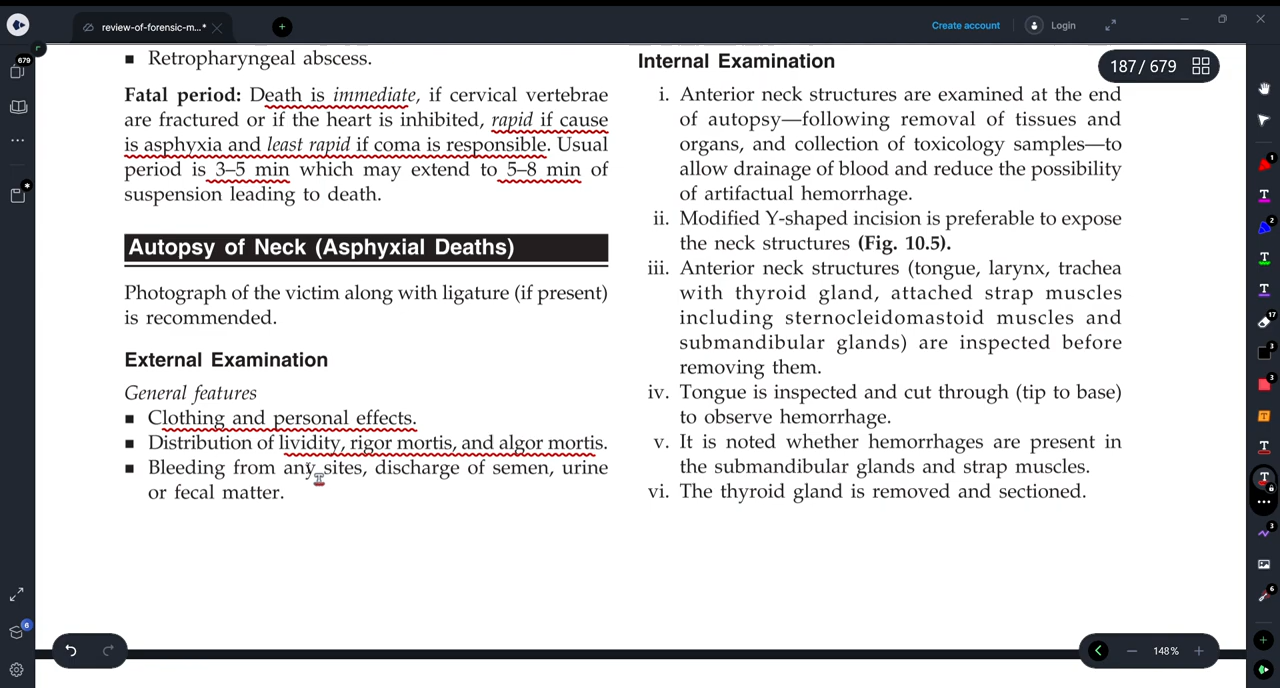 review-of-forensic-m...*
Create account
Login
679
187/ 679
■ Retropharyngeal abscess.
Fatal period: Death is immediate, if cervical vertebrae
are fractured or if the heart is inhibited, rapid if cause
is asphyxia and least rapid if coma is responsible. Usual
period is 3–5 min which may extend to 5–8 min of
suspension leading to death.
Autopsy of Neck (Asphyxial Deaths)
Photograph of the victim along with ligature (if present)
is recommended.
External Examination
General features
■ Clothing and personal effects.
■ Distribution of lividity, rigor mortis, and algor mortis.
■ Bleeding from any sites, discharge of semen, urine
or fecal matter.
Internal Examination
i. Anterior neck structures are examined at the end
of autopsy—following removal of tissues and
organs, and collection of toxicology samples—to
allow drainage of blood and reduce the possibility
of artifactual hemorrhage.
ii. Modified Y-shaped incision is preferable to expose
the neck structures (Fig. 10.5).
iii. Anterior neck structures (tongue, larynx, trachea
with thyroid gland, attached strap muscles
including sternocleidomastoid muscles and
submandibular glands) are inspected before
removing them.
iv. Tongue is inspected and cut through (tip to base)
to observe hemorrhage.
v. It is noted whether hemorrhages are present in
the submandibular glands and strap muscles.
vi. The thyroid gland is removed and sectioned.
1
T
2
T
T
17
3
3
T
T
T
3
6
6
148%